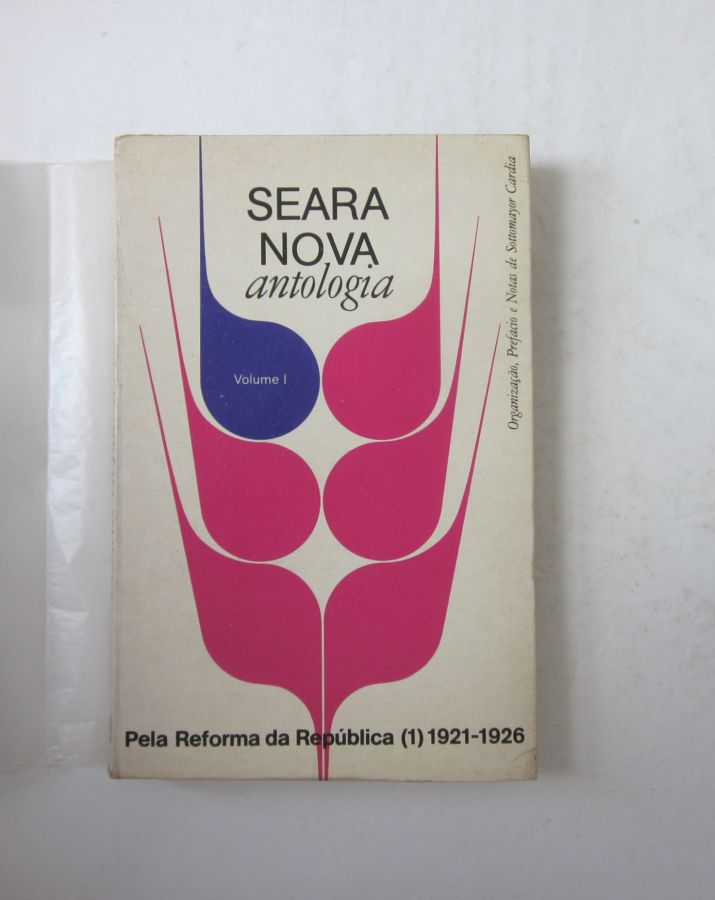 SEARA
NOVA
antologia
Volume I
Organização, Prefácio e Notas de Sottomayor Cardia
Pela Reforma da República (1) 1921-1926